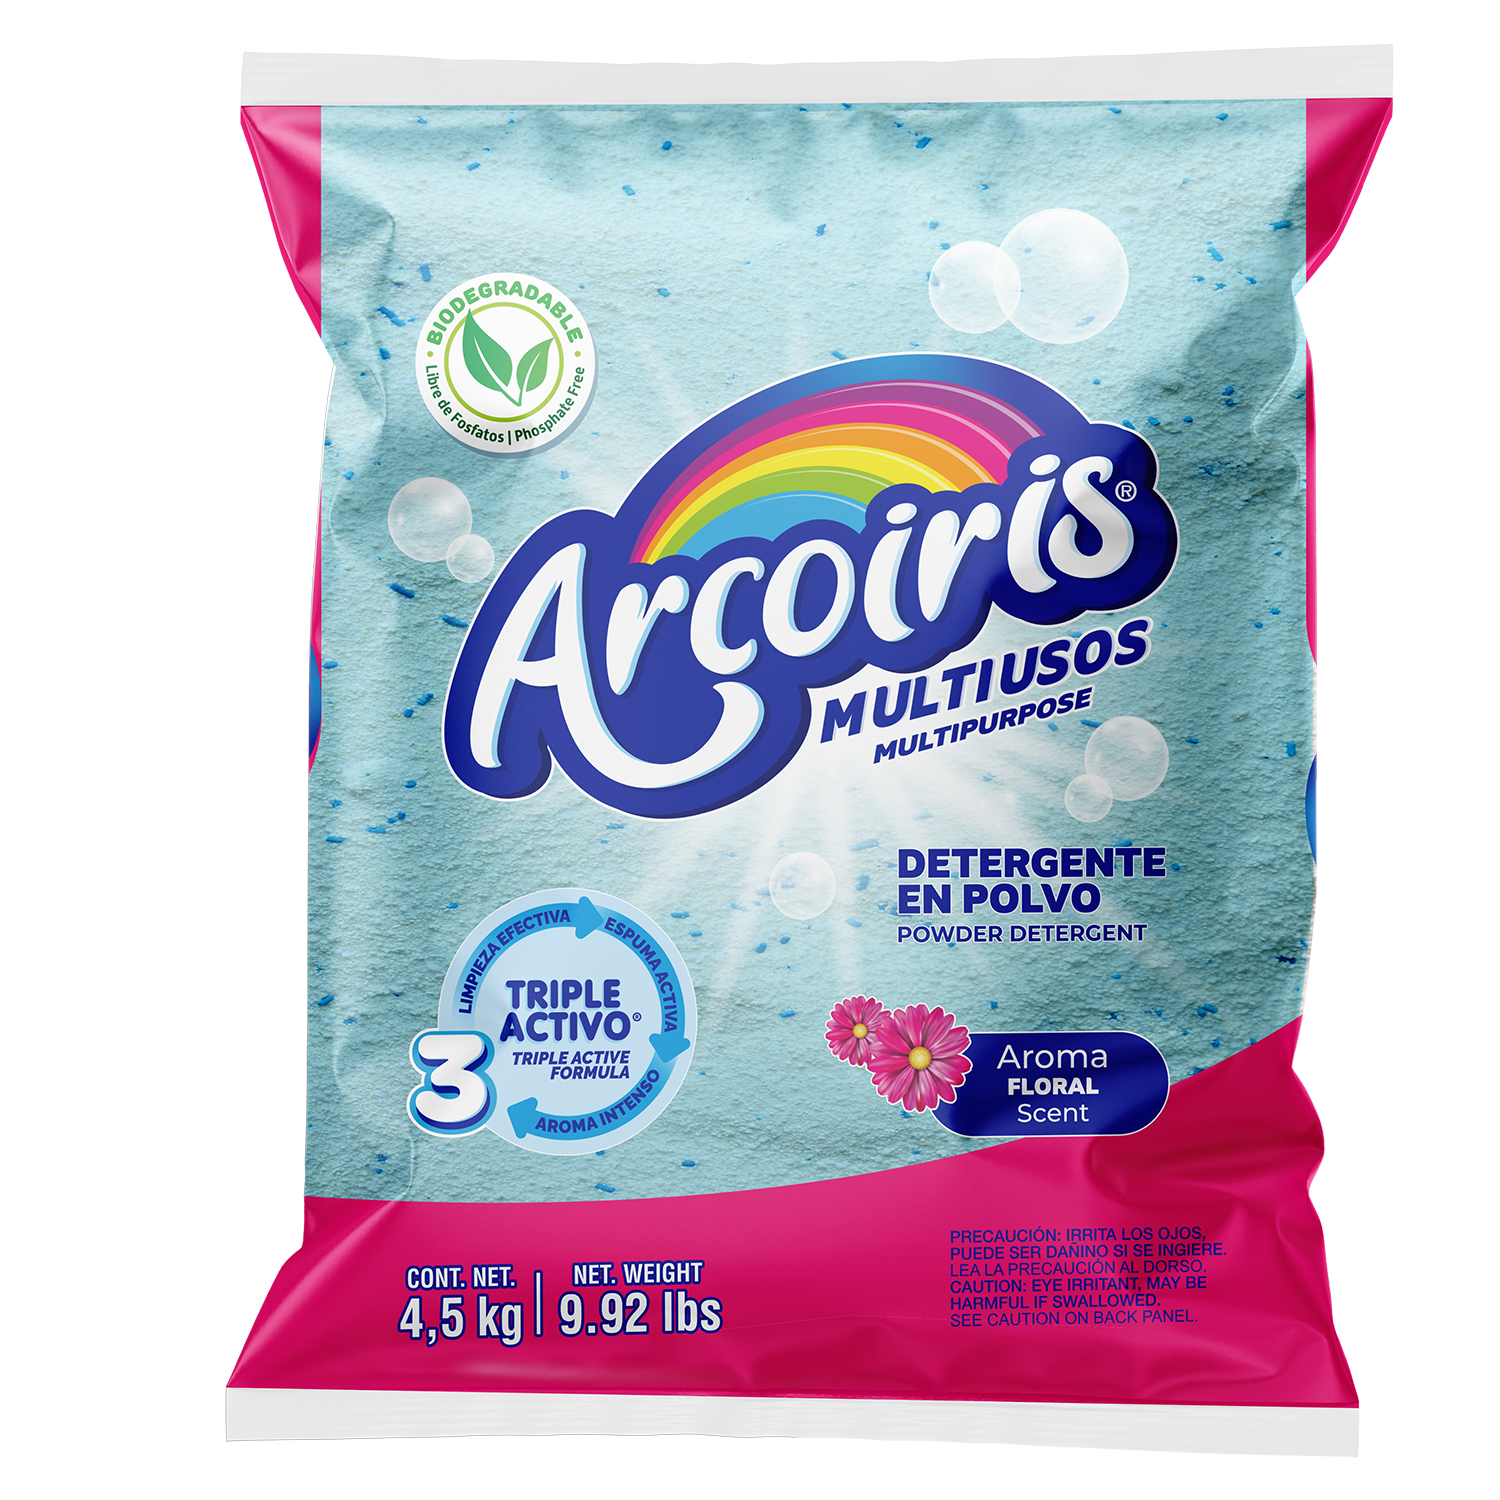 BIODEGRADABLE
Libre de Fosfatos | Phosphate Free
Arcoiris®
MULTIUSOS
MULTIPURPOSE
DETERGENTE
EN POLVO
POWDER DETERGENT
LIMPIEZA EFECTIVA
ESPUMA ACTIVA
AROMA INTENSO
3
TRIPLE
ACTIVO®
TRIPLE ACTIVE
FORMULA
Aroma
FLORAL
Scent
CONT. NET. | NET. WEIGHT
4,5 kg | 9.92 lbs
PRECAUCIÓN: IRRITA LOS OJOS,
PUEDE SER DAÑINO SI SE INGIERE.
LEA LA PRECAUCIÓN AL DORSO.
CAUTION: EYE IRRITANT, MAY BE
HARMFUL IF SWALLOWED.
SEE CAUTION ON BACK PANEL.